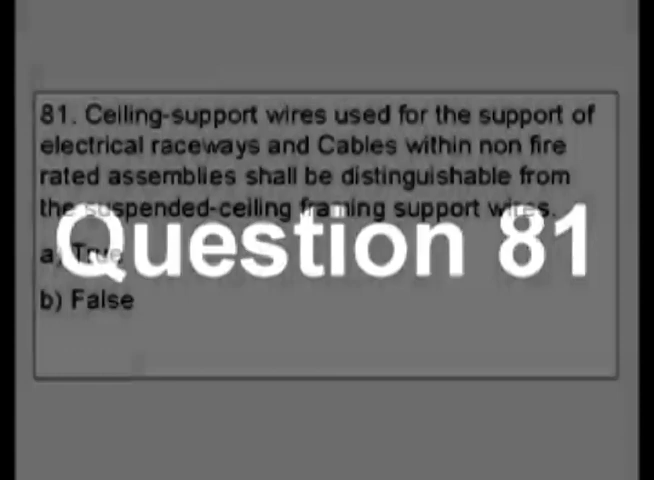 81. Ceiling-support wires used for the support of
electrical raceways and Cables within non fire
rated assemblies shall be distinguishable from
the suspended-ceiling framing support wires.
Question 81
a) True
b) False